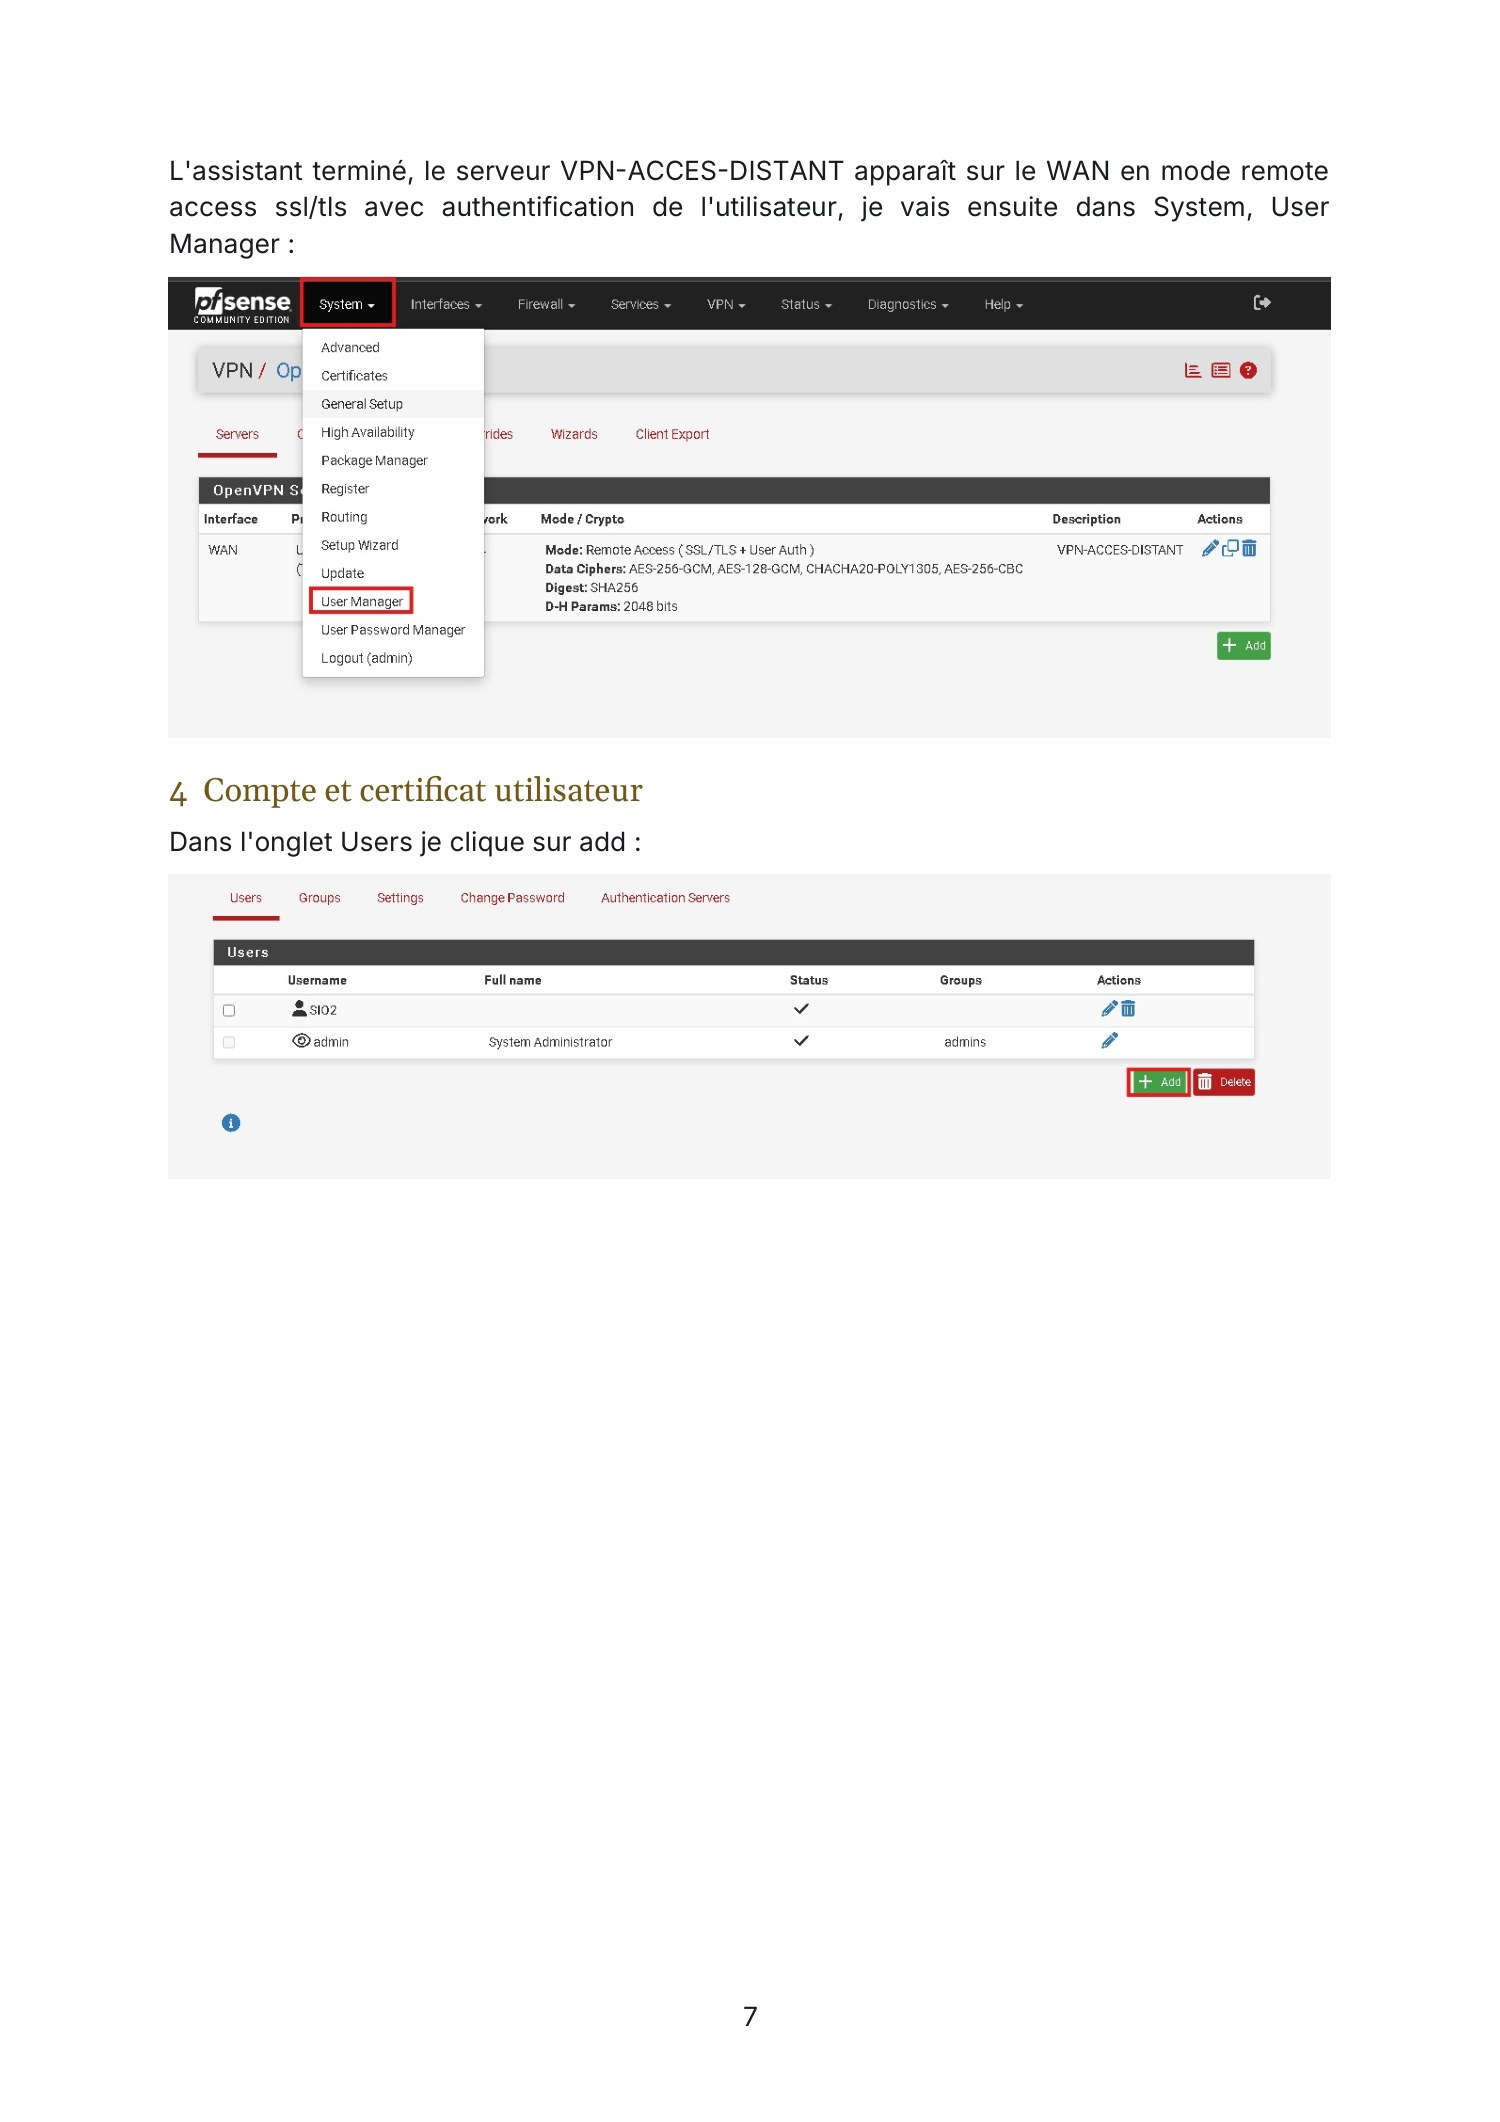 L'assistant terminé, le serveur VPN-ACCES-DISTANT apparaît sur le WAN en mode remote
access ssl/tls avec authentification de l'utilisateur, je vais ensuite dans System, User
Manager :
pfsense COMMUNITY EDITION
System
Interfaces
Firewall
Services
VPN
Status
Diagnostics
Help
Advanced
Certificates
General Setup
High Availability
Package Manager
Register
Routing
Setup Wizard
Update
User Manager
User Password Manager
Logout (admin)
VPN / Op
Servers
rides
Wizards
Client Export
OpenVPN S
Interface
Mode / Crypto
Description
Actions
WAN
Mode: Remote Access ( SSL/TLS + User Auth )
Data Ciphers: AES-256-GCM, AES-128-GCM, CHACHA20-POLY1305, AES-256-CBC
Digest: SHA256
D-H Params: 2048 bits
VPN-ACCES-DISTANT
Add
4 Compte et certificat utilisateur
Dans l'onglet Users je clique sur add :
Users Groups Settings Change Password Authentication Servers
Users
Username Full name Status Groups Actions
SIO2
admin System Administrator admins
Add Delete
7